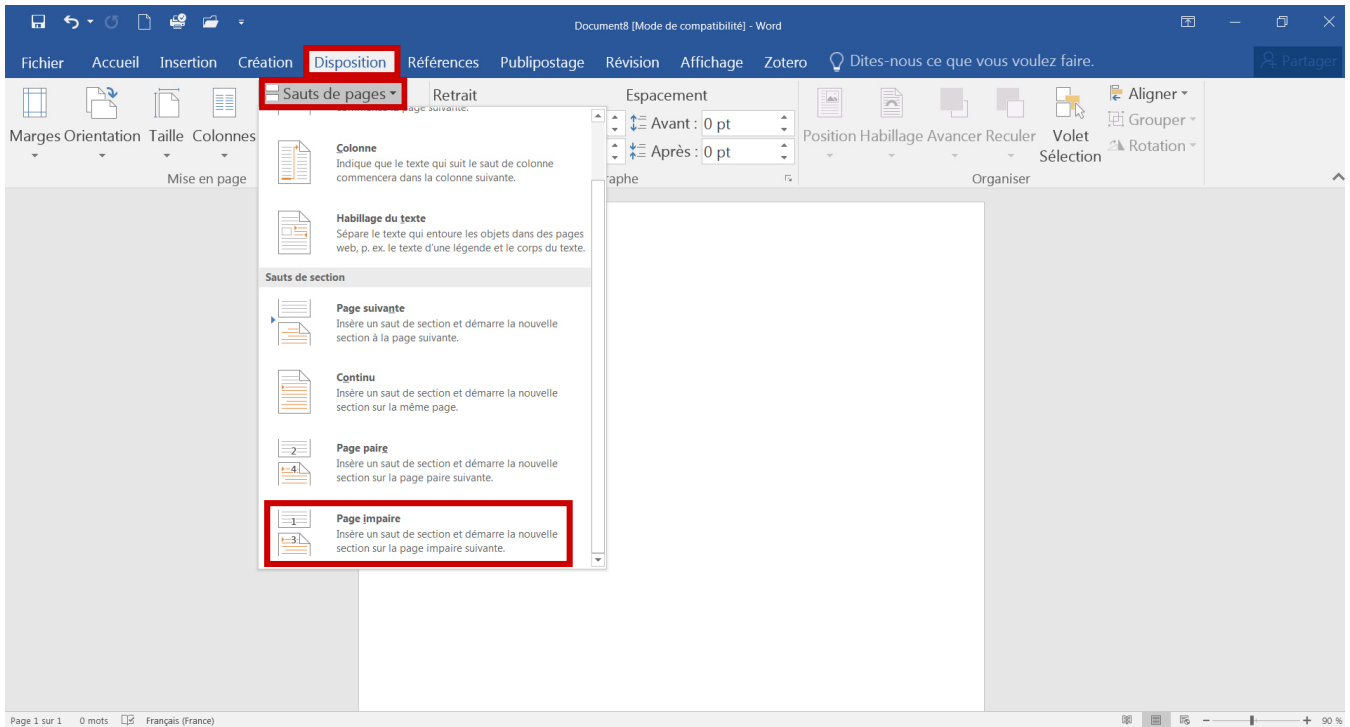 Document8 [Mode de compatibilité] - Word
Fichier Accueil Insertion Création Disposition Références Publipostage Révision Affichage Zotero Dites-nous ce que vous voulez faire. Partager
Marges Orientation Taille Colonnes
Sauts de pages
Mise en page
Colonne
Indique que le texte qui suit le saut de colonne
commencera dans la colonne suivante.
Habillage du texte
Sépare le texte qui entoure les objets dans des pages
web, p. ex. le texte d'une légende et le corps du texte.
Sauts de section
Page suivante
Insère un saut de section et démarre la nouvelle
section à la page suivante.
Continu
Insère un saut de section et démarre la nouvelle
section sur la même page.
2
4
Page paire
Insère un saut de section et démarre la nouvelle
section sur la page paire suivante.
1
3
Page impaire
Insère un saut de section et démarre la nouvelle
section sur la page impaire suivante.
Retrait Espacement
Avant : 0 pt
Après : 0 pt
raphe
Position Habillage Avancer Reculer Volet
Sélection
Aligner
Grouper
Rotation
Organiser
Page 1 sur 1 0 mots Français (France) 90 %